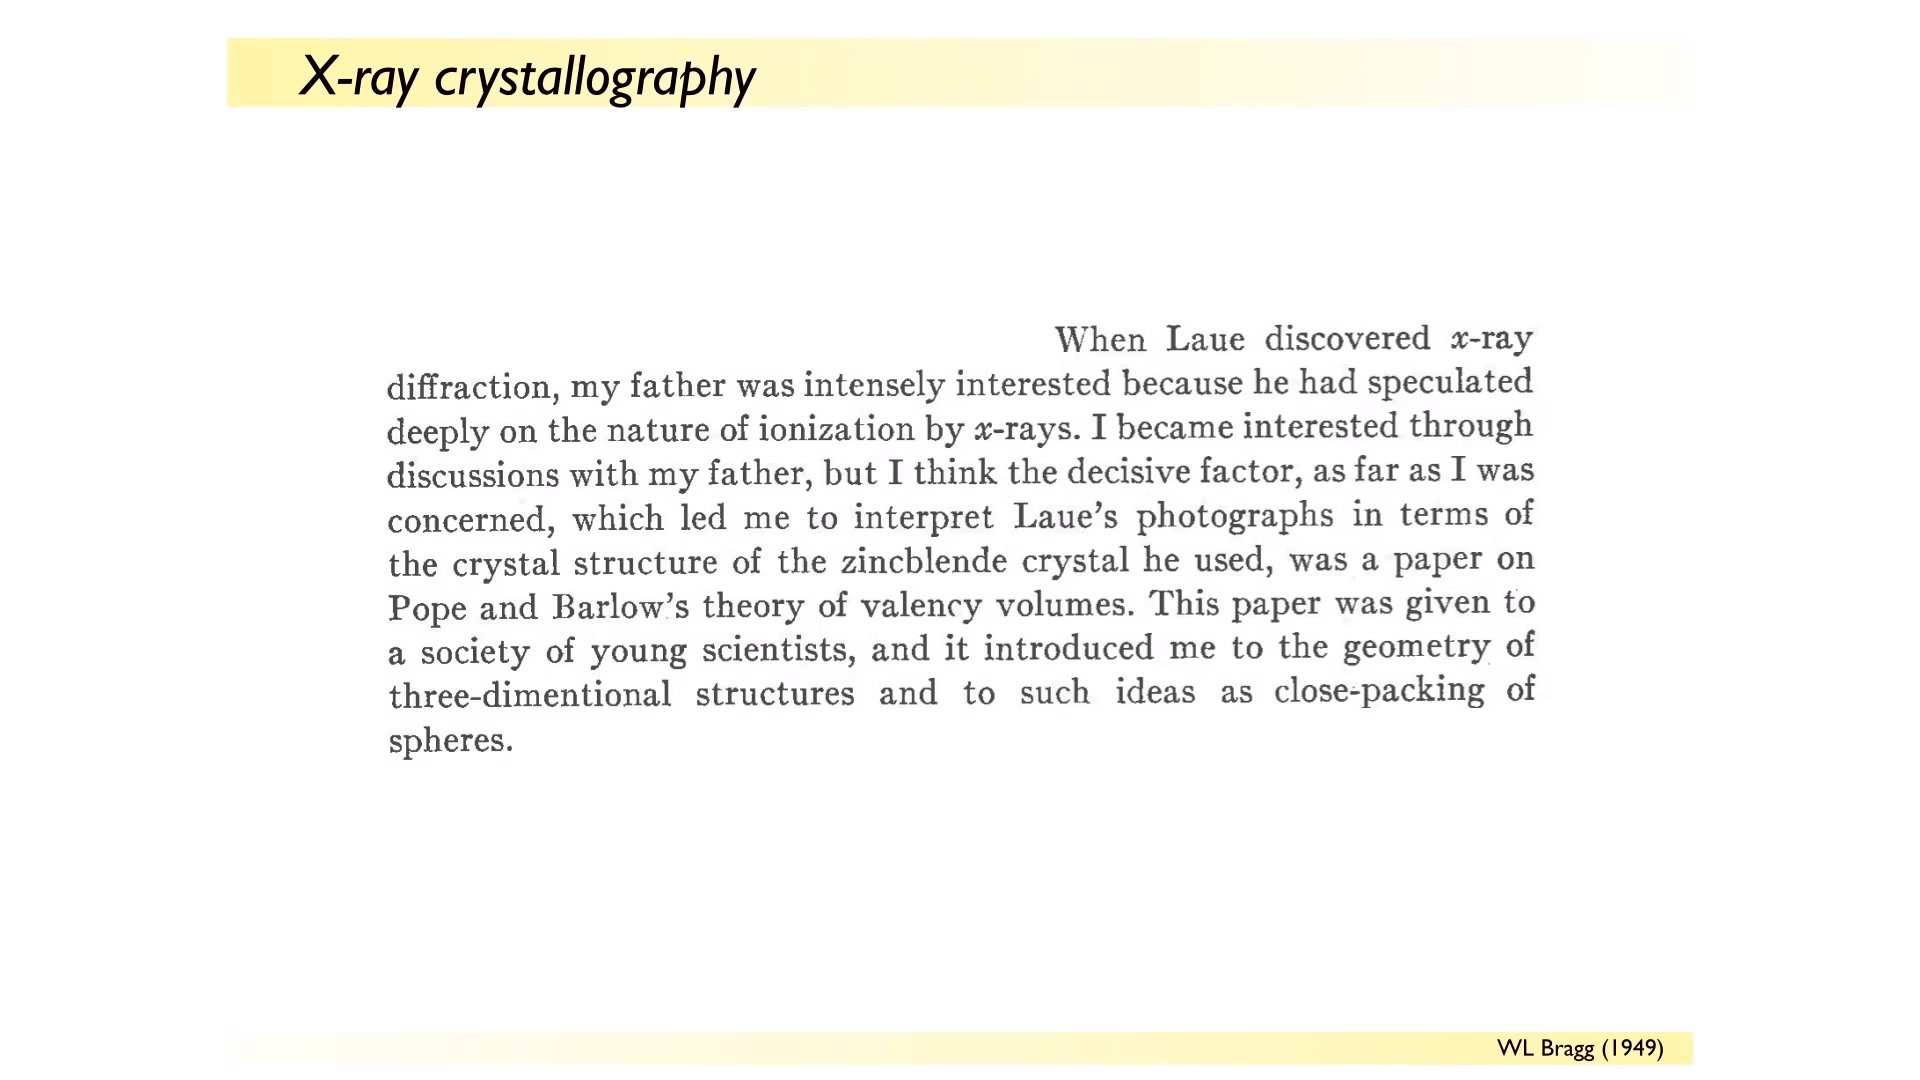 X-ray crystallography
When Laue discovered x-ray
diffraction, my father was intensely interested because he had speculated
deeply on the nature of ionization by x-rays. I became interested through
discussions with my father, but I think the decisive factor, as far as I was
concerned, which led me to interpret Laue's photographs in terms of
the crystal structure of the zincblende crystal he used, was a paper on
Pope and Barlow's theory of valency volumes. This paper was given to
a society of young scientists, and it introduced me to the geometry of
three-dimentional structures and to such ideas as close-packing of
spheres.
WL Bragg (1949)